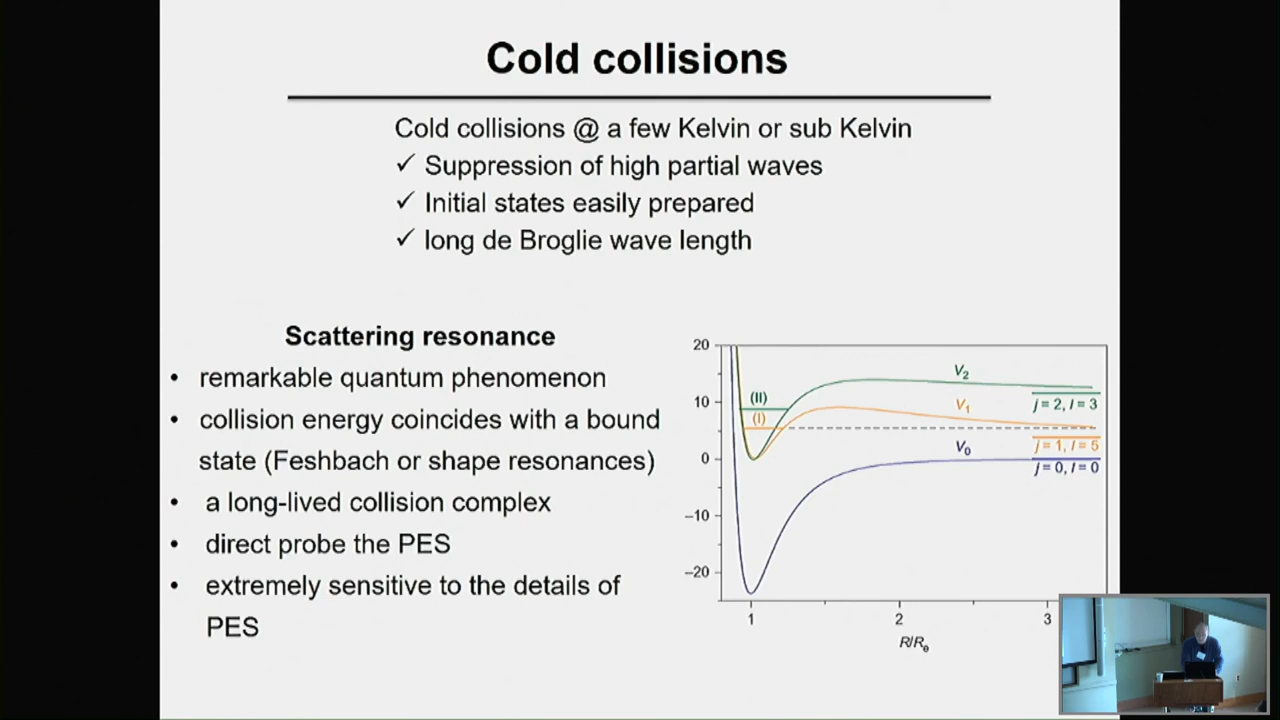 Cold collisions
Cold collisions @ a few Kelvin or sub Kelvin
✓ Suppression of high partial waves
✓ Initial states easily prepared
✓ long de Broglie wave length
Scattering resonance
• remarkable quantum phenomenon
• collision energy coincides with a bound
state (Feshbach or shape resonances)
• a long-lived collision complex
• direct probe the PES
• extremely sensitive to the details of
PES
20
10
0
−10
−20
V2
(II)
j = 2, l = 3
(I)
V1
j = 1, l = 5
V0
j = 0, l = 0
1
2
3
R/Re